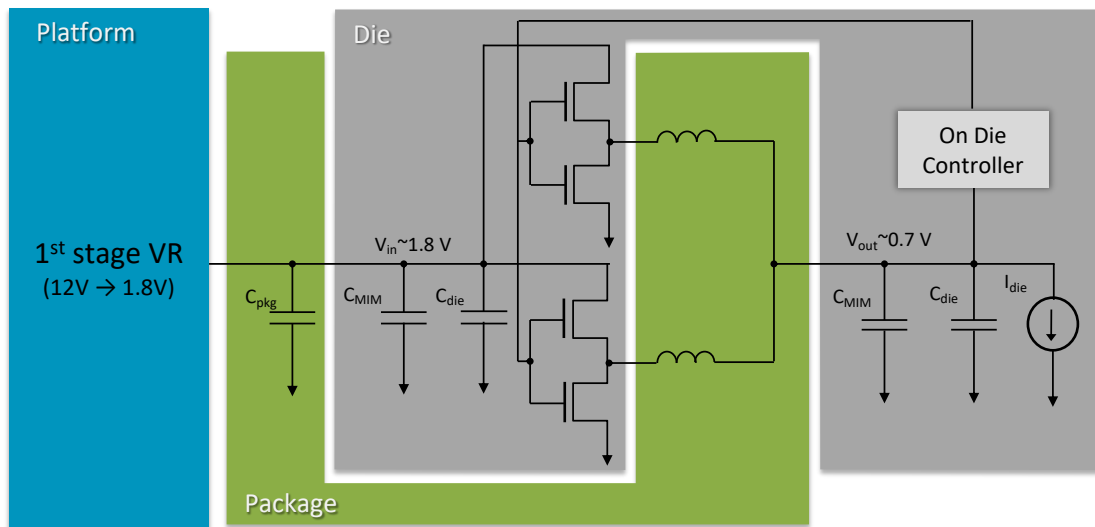 Platform
Die
On Die
Controller
1st stage VR
(12V → 1.8V)
Vin~1.8 V
Vout~0.7 V
Cpkg
CMIM
Cdie
CMIM
Cdie
Idie
Package